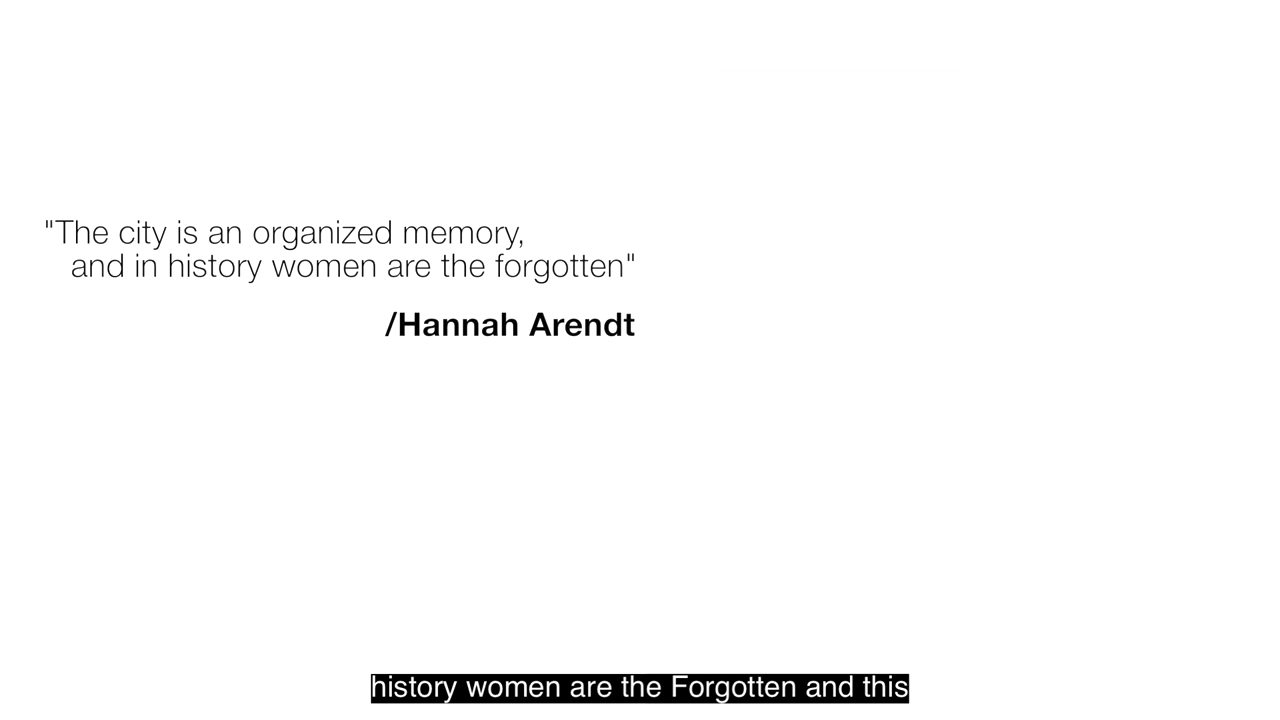 "The city is an organized memory,
and in history women are the forgotten"
/Hannah Arendt
history women are the Forgotten and this